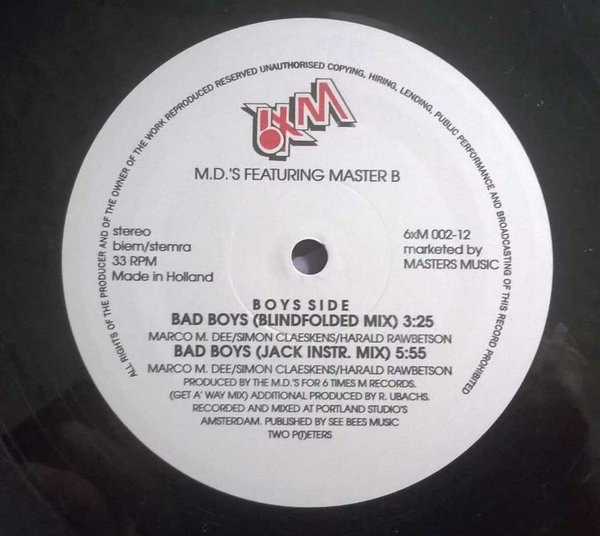 ALL RIGHTS OF THE PRODUCER AND OF THE OWNER OF THE WORK REPRODUCED RESERVED UNAUTHORISED COPYING, HIRING, LENDING, PUBLIC PERFORMANCE AND BROADCASTING OF THIS RECORD PROHIBITED
6xM
M.D.'S FEATURING MASTER B
stereo
biem/stemra
33 RPM
Made in Holland
6xM 002-12
marketed by
MASTERS MUSIC
BOYS SIDE
BAD BOYS (BLINDFOLDED MIX) 3:25
MARCO M. DEE/SIMON CLAESKENS/HARALD RAWBETSON
BAD BOYS (JACK INSTR. MIX) 5:55
MARCO M. DEE/SIMON CLAESKENS/HARALD RAWBETSON
PRODUCED BY THE M.D.'S FOR 6 TIMES M RECORDS.
(GET A' WAY MIX) ADDITIONAL PRODUCED BY R. UBACHS.
RECORDED AND MIXED AT PORTLAND STUDIO'S
AMSTERDAM. PUBLISHED BY SEE BEES MUSIC
TWO P(I)ETERS